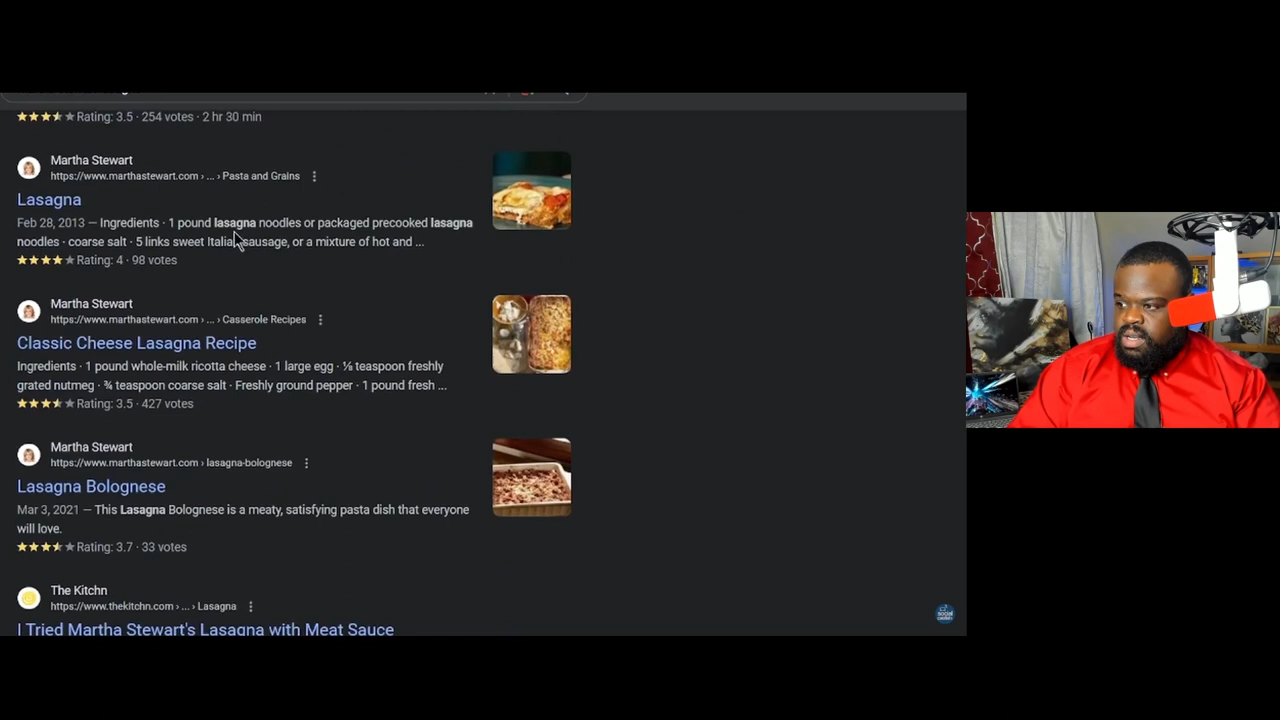 Rating: 3.5 · 254 votes · 2 hr 30 min
Martha Stewart
https://www.marthastewart.com › ... › Pasta and Grains
Lasagna
Feb 28, 2013 — Ingredients · 1 pound lasagna noodles or packaged precooked lasagna
noodles · coarse salt · 5 links sweet Italian sausage, or a mixture of hot and ...
Rating: 4 · 98 votes
Martha Stewart
https://www.marthastewart.com › ... › Casserole Recipes
Classic Cheese Lasagna Recipe
Ingredients · 1 pound whole-milk ricotta cheese · 1 large egg · ⅛ teaspoon freshly
grated nutmeg · ¾ teaspoon coarse salt · Freshly ground pepper · 1 pound fresh ...
Rating: 3.5 · 427 votes
Martha Stewart
https://www.marthastewart.com › lasagna-bolognese
Lasagna Bolognese
Mar 3, 2021 — This Lasagna Bolognese is a meaty, satisfying pasta dish that everyone
will love.
Rating: 3.7 · 33 votes
The Kitchn
https://www.thekitchn.com › ... › Lasagna
I Tried Martha Stewart's Lasagna with Meat Sauce